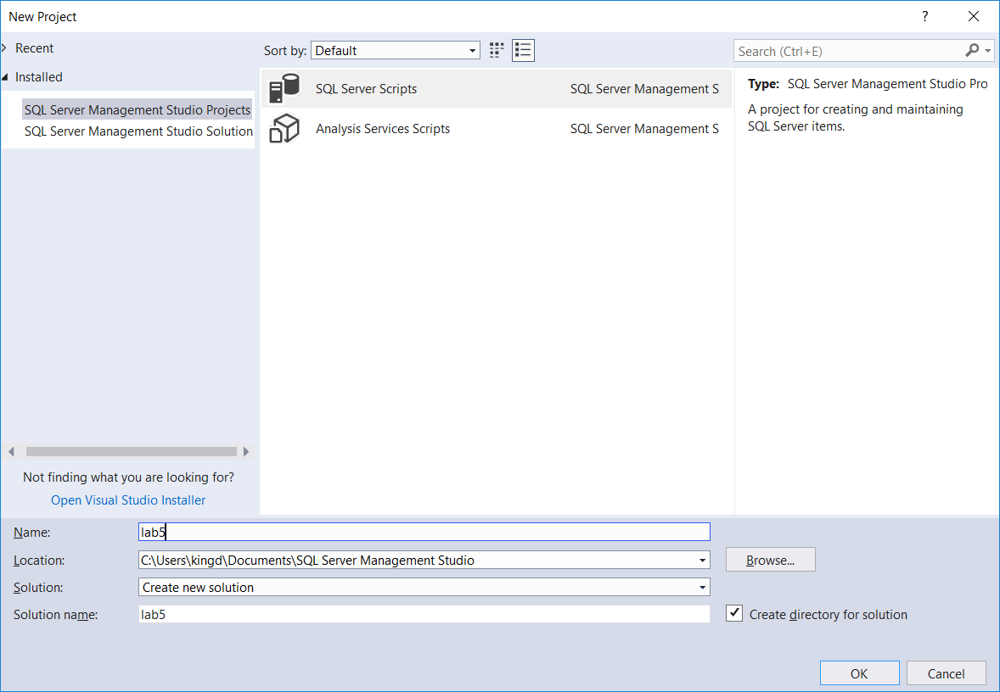 New Project
?
Recent
Installed
SQL Server Management Studio Projects
SQL Server Management Studio Solution
Not finding what you are looking for?
Open Visual Studio Installer
Sort by: Default
SQL Server Scripts SQL Server Management S
Analysis Services Scripts SQL Server Management S
Search (Ctrl+E)
Type: SQL Server Management Studio Pro
A project for creating and maintaining
SQL Server items.
Name: lab5
Location: C:\Users\kingd\Documents\SQL Server Management Studio Browse...
Solution: Create new solution
Solution name: lab5 Create directory for solution
OK Cancel